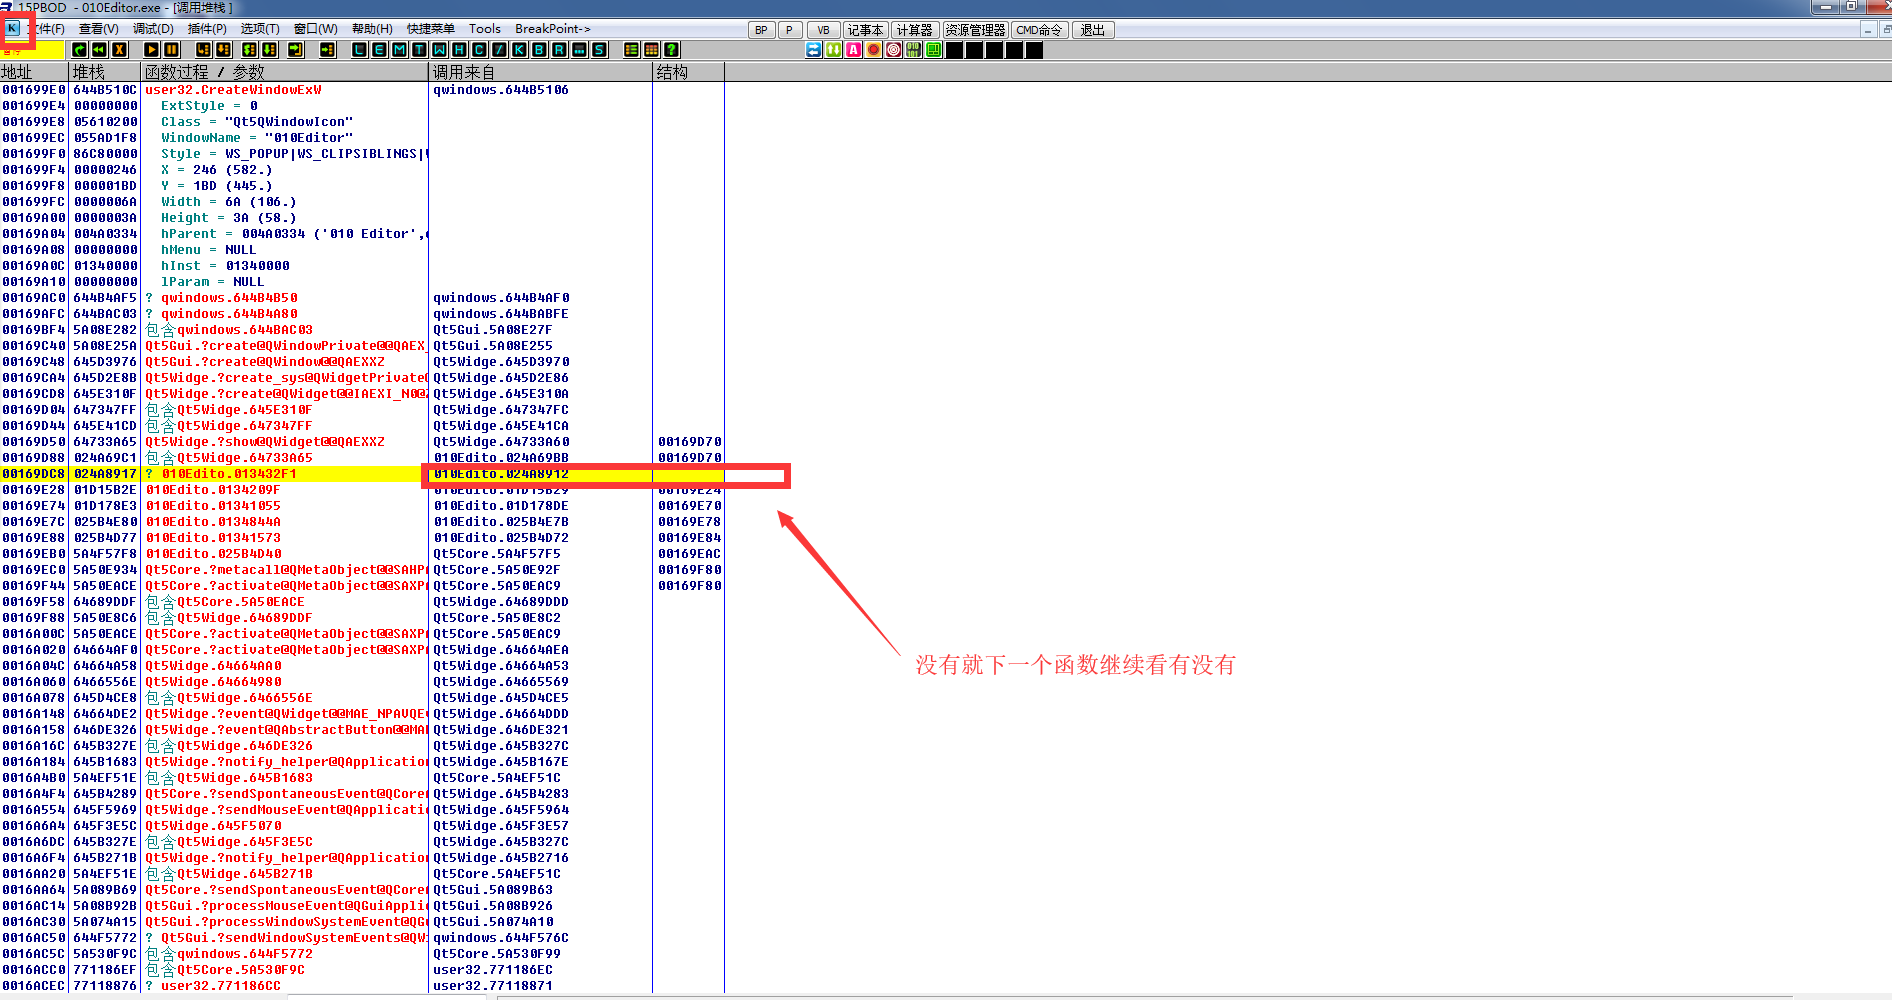 15PBOD - 010Editor.exe - [调用堆栈 ]
K 文件(F) 查看(V) 调试(D) 插件(P) 选项(T) 窗口(W) 帮助(H) 快捷菜单 Tools BreakPoint-> BP P VB 记事本 计算器 资源管理器 CMD命令 退出
L E M T W H C / K B R ... S
地址 堆栈 函数过程 / 参数 调用来自 结构
001699E0 644B510C user32.CreateWindowExW qwindows.644B5106
001699E4 00000000 ExtStyle = 0
001699E8 05610200 Class = "Qt5QWindowIcon"
001699EC 055AD1F8 WindowName = "010Editor"
001699F0 86C80000 Style = WS_POPUP|WS_CLIPSIBLINGS|
001699F4 00000246 X = 246 (582.)
001699F8 000001BD Y = 1BD (445.)
001699FC 0000006A Width = 6A (106.)
00169A00 0000003A Height = 3A (58.)
00169A04 004A0334 hParent = 004A0334 ('010 Editor',
00169A08 00000000 hMenu = NULL
00169A0C 01340000 hInst = 01340000
00169A10 00000000 lParam = NULL
00169AC0 644B4AF5 ? qwindows.644B4B50 qwindows.644B4AF0
00169AFC 644BAC03 ? qwindows.644B4A80 qwindows.644BABFE
00169BF4 5A08E282 包含qwindows.644BAC03 Qt5Gui.5A08E27F
00169C40 5A08E25A Qt5Gui.?create@QWindowPrivate@@QAEX_ Qt5Gui.5A08E255
00169C48 645D3976 Qt5Gui.?create@QWindow@@QAEXXZ Qt5Widge.645D3970
00169CA4 645D2E8B Qt5Widge.?create_sys@QWidgetPrivate@ Qt5Widge.645D2E86
00169CD8 645E310F Qt5Widge.?create@QWidget@@IAEXI_N0@Z Qt5Widge.645E310A
00169D04 647347FF 包含Qt5Widge.645E310F Qt5Widge.647347FC
00169D44 645E41CD 包含Qt5Widge.647347FF Qt5Widge.645E41CA
00169D50 64733A65 Qt5Widge.?show@QWidget@@QAEXXZ Qt5Widge.64733A60 00169D70
00169D88 024A69C1 包含Qt5Widge.64733A65 010Edito.024A69BB 00169D70
00169DC8 024A8917 ? 010Edito.013432F1 010Edito.024A8912
00169E28 01D15B2E 010Edito.0134209F 010Edito.01D15B29 00169E24
00169E74 01D178E3 010Edito.01341055 010Edito.01D178DE 00169E70
00169E7C 025B4E80 010Edito.0134844A 010Edito.025B4E7B 00169E78
00169E88 025B4D77 010Edito.01341573 010Edito.025B4D72 00169E84
00169EB0 5A4F57F8 010Edito.025B4D40 Qt5Core.5A4F57F5 00169EAC
00169EC0 5A50E934 Qt5Core.?metacall@QMetaObject@@SAHP Qt5Core.5A50E92F 00169F80
00169F44 5A50EACE Qt5Core.?activate@QMetaObject@@SAXP Qt5Core.5A50EAC9 00169F80
00169F58 64689DDF 包含Qt5Core.5A50EACE Qt5Widge.64689DDD
00169F88 5A50E8C6 包含Qt5Widge.64689DDF Qt5Core.5A50E8C2
0016A00C 5A50EACE Qt5Core.?activate@QMetaObject@@SAXP Qt5Core.5A50EAC9
0016A020 64664AF0 Qt5Core.?activate@QMetaObject@@SAXP Qt5Widge.64664AEA
0016A04C 64664A58 Qt5Widge.64664AA0 Qt5Widge.64664A53
0016A060 6466556E Qt5Widge.64664980 Qt5Widge.64665569
0016A078 645D4CE8 包含Qt5Widge.6466556E Qt5Widge.645D4CE5
0016A148 64664DE2 Qt5Widge.?event@QWidget@@MAE_NPAVQE Qt5Widge.64664DDD
0016A158 646DE326 Qt5Widge.?event@QAbstractButton@@MA Qt5Widge.646DE321
0016A16C 645B327E 包含Qt5Widge.646DE326 Qt5Widge.645B327C
0016A184 645B1683 Qt5Widge.?notify_helper@QApplication Qt5Widge.645B167E
0016A4B0 5A4EF51E 包含Qt5Widge.645B1683 Qt5Core.5A4EF51C
0016A4F4 645B4289 Qt5Core.?sendSpontaneousEvent@QCore Qt5Widge.645B4283
0016A554 645F5969 Qt5Widge.?sendMouseEvent@QApplicati Qt5Widge.645F5964
0016A6A4 645F3E5C Qt5Widge.645F5070 Qt5Widge.645F3E57
0016A6DC 645B327E 包含Qt5Widge.645F3E5C Qt5Widge.645B327C
0016A6F4 645B271B Qt5Widge.?notify_helper@QApplication Qt5Widge.645B2716
0016AA20 5A4EF51E 包含Qt5Widge.645B271B Qt5Core.5A4EF51C
0016AA64 5A089B69 Qt5Core.?sendSpontaneousEvent@QCore Qt5Gui.5A089B63
0016AC14 5A08B92B Qt5Gui.?processMouseEvent@QGuiAppli Qt5Gui.5A08B926
0016AC30 5A074A15 Qt5Gui.?processWindowSystemEvent@QG Qt5Gui.5A074A10
0016AC50 644F5772 ? Qt5Gui.?sendWindowSystemEvents@QW qwindows.644F576C
0016AC5C 5A530F9C 包含qwindows.644F5772 Qt5Core.5A530F99
0016ACC0 771186EF 包含Qt5Core.5A530F9C user32.771186EC
0016ACEC 77118876 ? user32.771186CC user32.77118871
没有就下一个函数继续看有没有